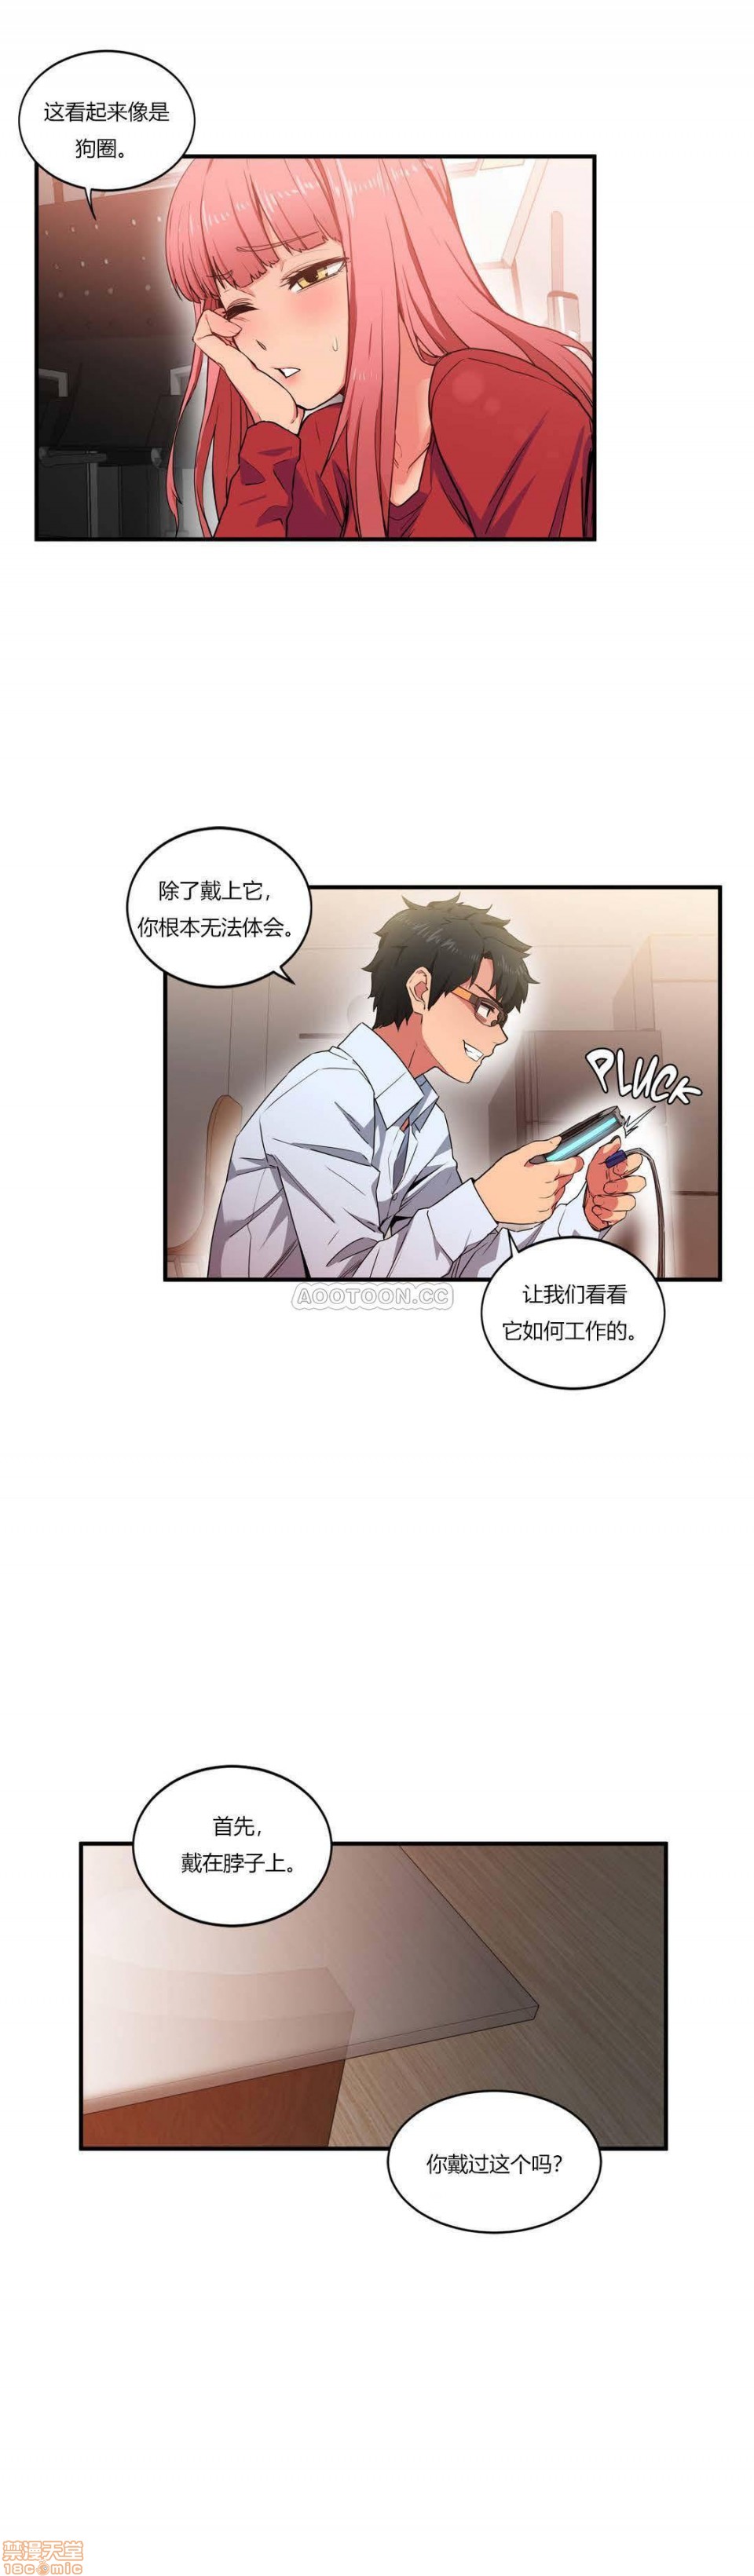 这看起来像是
狗圈。
除了戴上它，
你根本无法体会。
PLUCK
AOOTOON.CC
让我们看看
它如何工作的。
首先，
戴在脖子上。
你戴过这个吗？
禁漫天堂
18comic